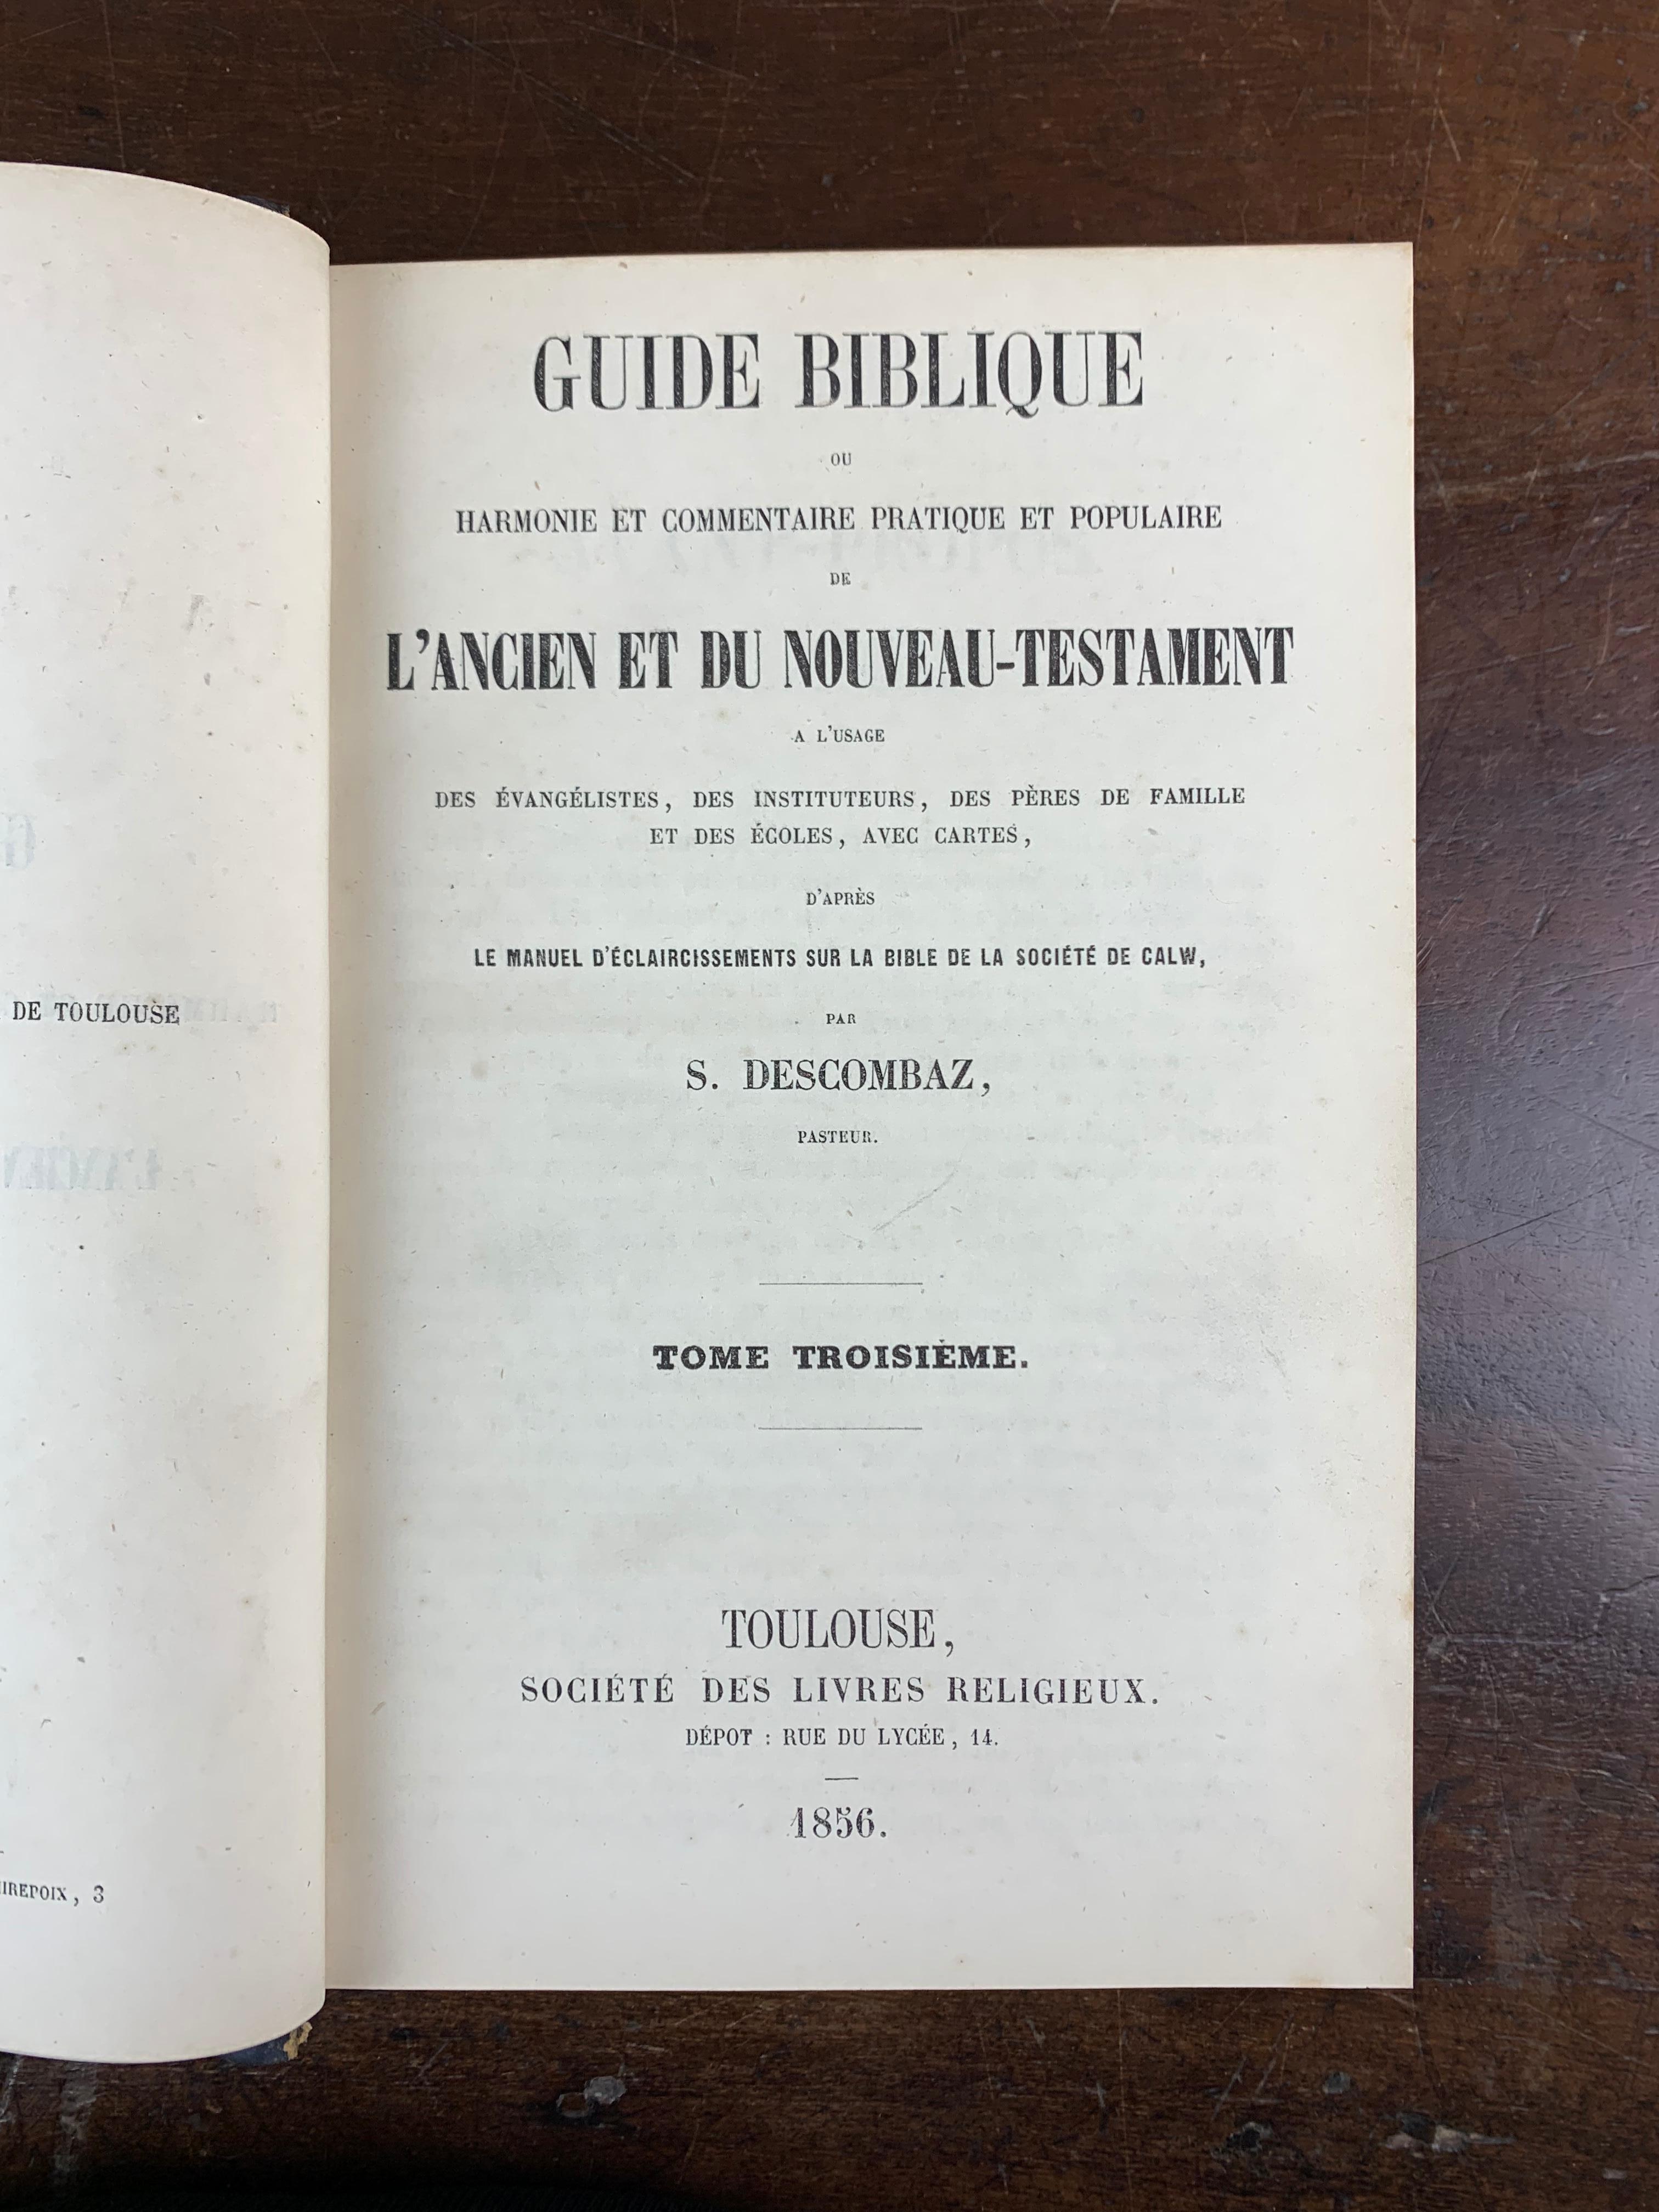 DE TOULOUSE
, 3
GUIDE BIBLIQUE
OU
HARMONIE ET COMMENTAIRE PRATIQUE ET POPULAIRE
DE
L'ANCIEN ET DU NOUVEAU-TESTAMENT
A L'USAGE
DES ÉVANGÉLISTES, DES INSTITUTEURS, DES PÈRES DE FAMILLE
ET DES ÉCOLES, AVEC CARTES,
D'APRÈS
LE MANUEL D'ÉCLAIRCISSEMENTS SUR LA BIBLE DE LA SOCIÉTÉ DE CALW,
PAR
S. DESCOMBAZ,
PASTEUR.
TOME TROISIÈME.
TOULOUSE,
SOCIÉTÉ DES LIVRES RELIGIEUX.
DÉPOT : RUE DU LYCÉE, 14.
1856.